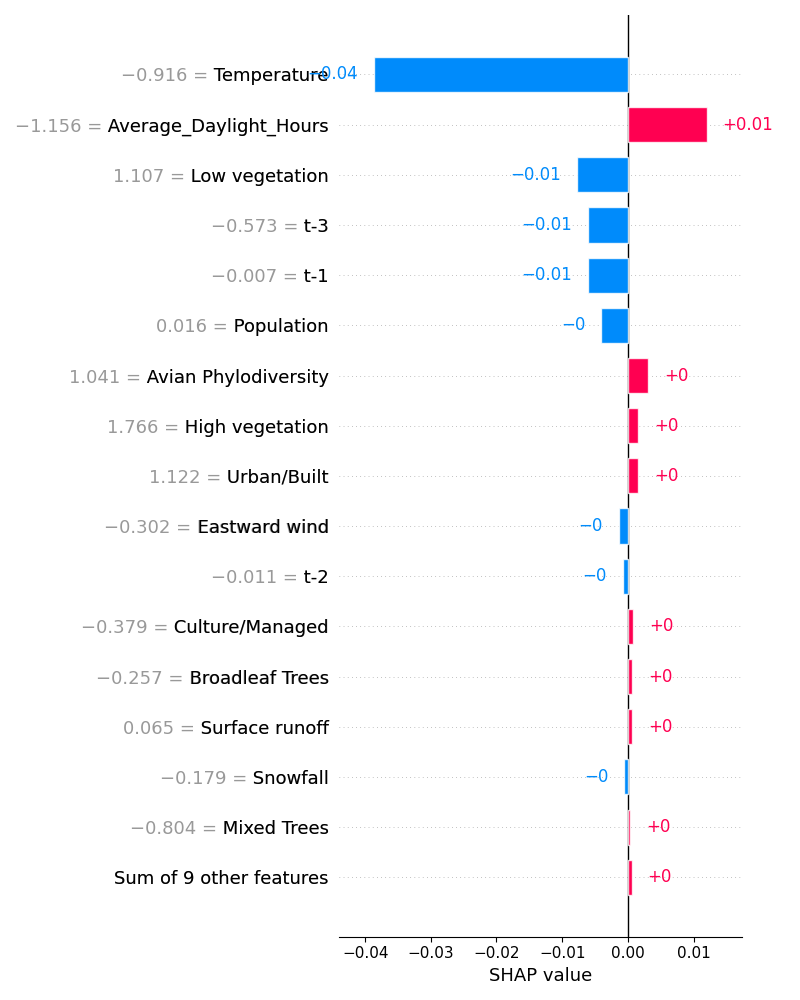 −0.916 = Temperature −0.04
−1.156 = Average_Daylight_Hours +0.01
1.107 = Low vegetation −0.01
−0.573 = t-3 −0.01
−0.007 = t-1 −0.01
0.016 = Population −0
1.041 = Avian Phylodiversity +0
1.766 = High vegetation +0
1.122 = Urban/Built +0
−0.302 = Eastward wind −0
−0.011 = t-2 −0
−0.379 = Culture/Managed +0
−0.257 = Broadleaf Trees +0
0.065 = Surface runoff +0
−0.179 = Snowfall −0
−0.804 = Mixed Trees +0
Sum of 9 other features +0
−0.04 −0.03 −0.02 −0.01 0.00 0.01
SHAP value